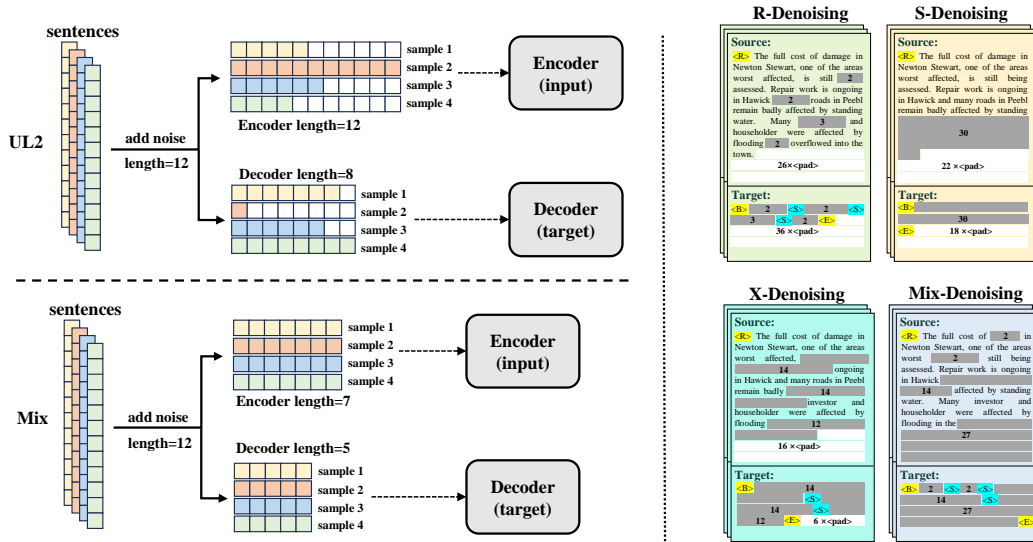 sentences
UL2
add noise
length=12
sample 1
sample 2
sample 3
sample 4
Encoder length=12
Encoder
(input)
Decoder length=8
sample 1
sample 2
sample 3
sample 4
Decoder
(target)
sentences
Mix
add noise
length=12
sample 1
sample 2
sample 3
sample 4
Encoder length=7
Encoder
(input)
Decoder length=5
sample 1
sample 2
sample 3
sample 4
Decoder
(target)
R-Denoising
Source:
<R> The full cost of damage in
Newton Stewart, one of the areas
worst affected, is still 2
assessed. Repair work is ongoing
in Hawick 2 roads in Peebl
remain badly affected by standing
water. Many 3 and
householder were affected by
flooding 2 overflowed into the
town.
26×<pad>
Target:
<B> 2 <S> 2 <S>
3 <S> 2 <E>
36 ×<pad>
S-Denoising
Source:
<R> The full cost of damage in
Newton Stewart, one of the areas
worst affected, is still being
assessed. Repair work is ongoing
in Hawick and many roads in Peebl
remain badly affected by standing
30
22 ×<pad>
Target:
<B>
30
<E> 18 ×<pad>
X-Denoising
Source:
<R> The full cost of damage in
Newton Stewart, one of the areas
worst affected,
14 ongoing
in Hawick and many roads in Peebl
remain badly 14
investor and
householder were affected by
flooding 12
16 ×<pad>
Target:
<B> 14
<S>
14 <S>
12 <E> 6 ×<pad>
Mix-Denoising
Source:
<R> The full cost of 2 in
Newton Stewart, one of the areas
worst 2 still being
assessed. Repair work is ongoing
in Hawick
14 affected by standing
water. Many investor and
householder were affected by
flooding in the
27
Target:
<B> 2 <S> 2 <S>
14 <S>
27
<E>